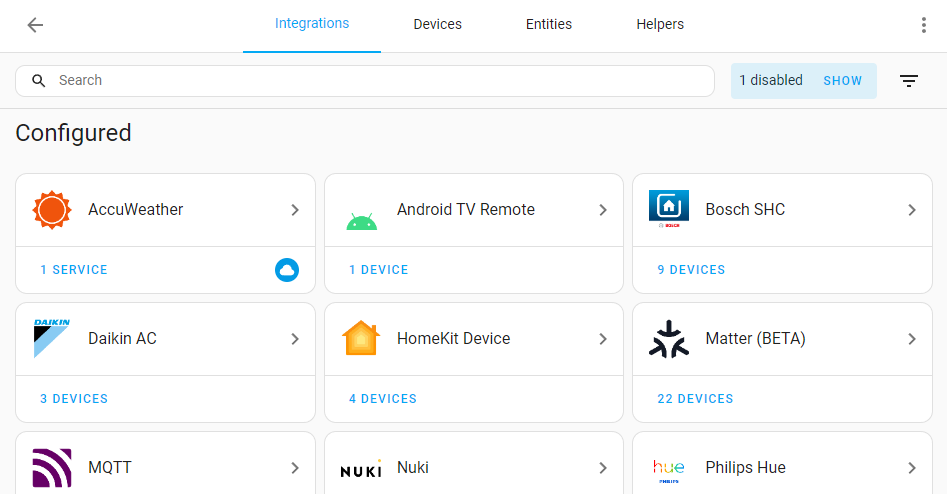 Integrations Devices Entities Helpers
Search 1 disabled SHOW
Configured
AccuWeather Android TV Remote Bosch SHC
BOSCH
1 SERVICE 1 DEVICE 9 DEVICES
DAIKIN
Daikin AC HomeKit Device Matter (BETA)
3 DEVICES 4 DEVICES 22 DEVICES
MQTT NUKI Nuki hue Philips Hue
PHILIPS